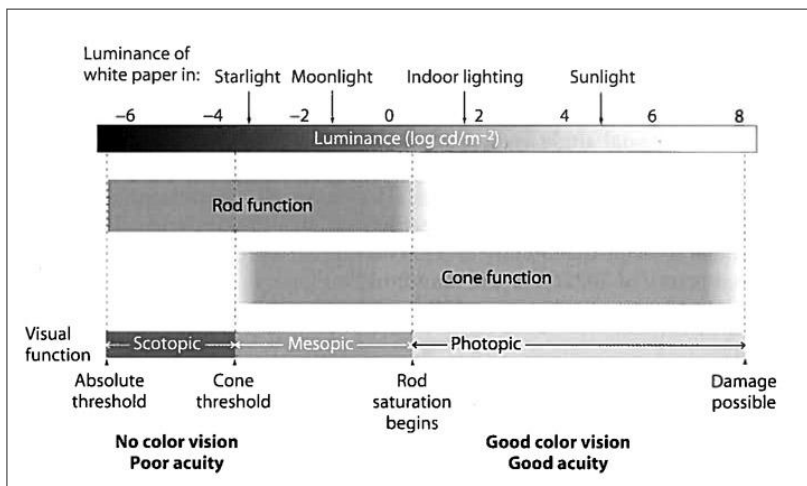 Luminance of
white paper in:
Starlight Moonlight Indoor lighting Sunlight
−6 −4 −2 0 2 4 6 8
Luminance (log cd/m⁻²)
Rod function
Cone function
Visual
function
Scotopic Mesopic Photopic
Absolute
threshold
Cone
threshold
Rod
saturation
begins
Damage
possible
No color vision
Poor acuity
Good color vision
Good acuity